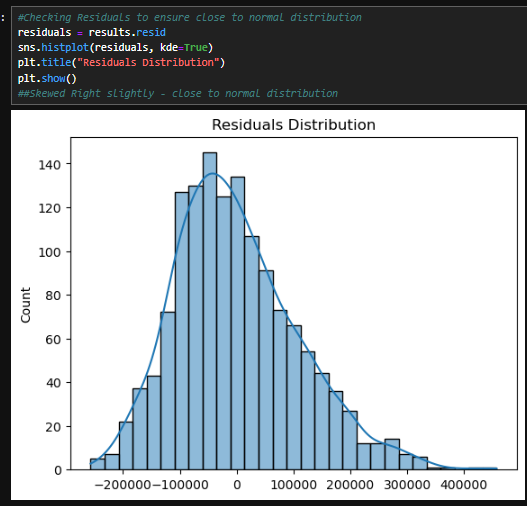 :
#Checking Residuals to ensure close to normal distribution
residuals = results.resid
sns.histplot(residuals, kde=True)
plt.title("Residuals Distribution")
plt.show()
##Skewed Right slightly - close to normal distribution
Residuals Distribution
140
120
100
80
60
40
20
0
Count
−200000 −100000 0 100000 200000 300000 400000